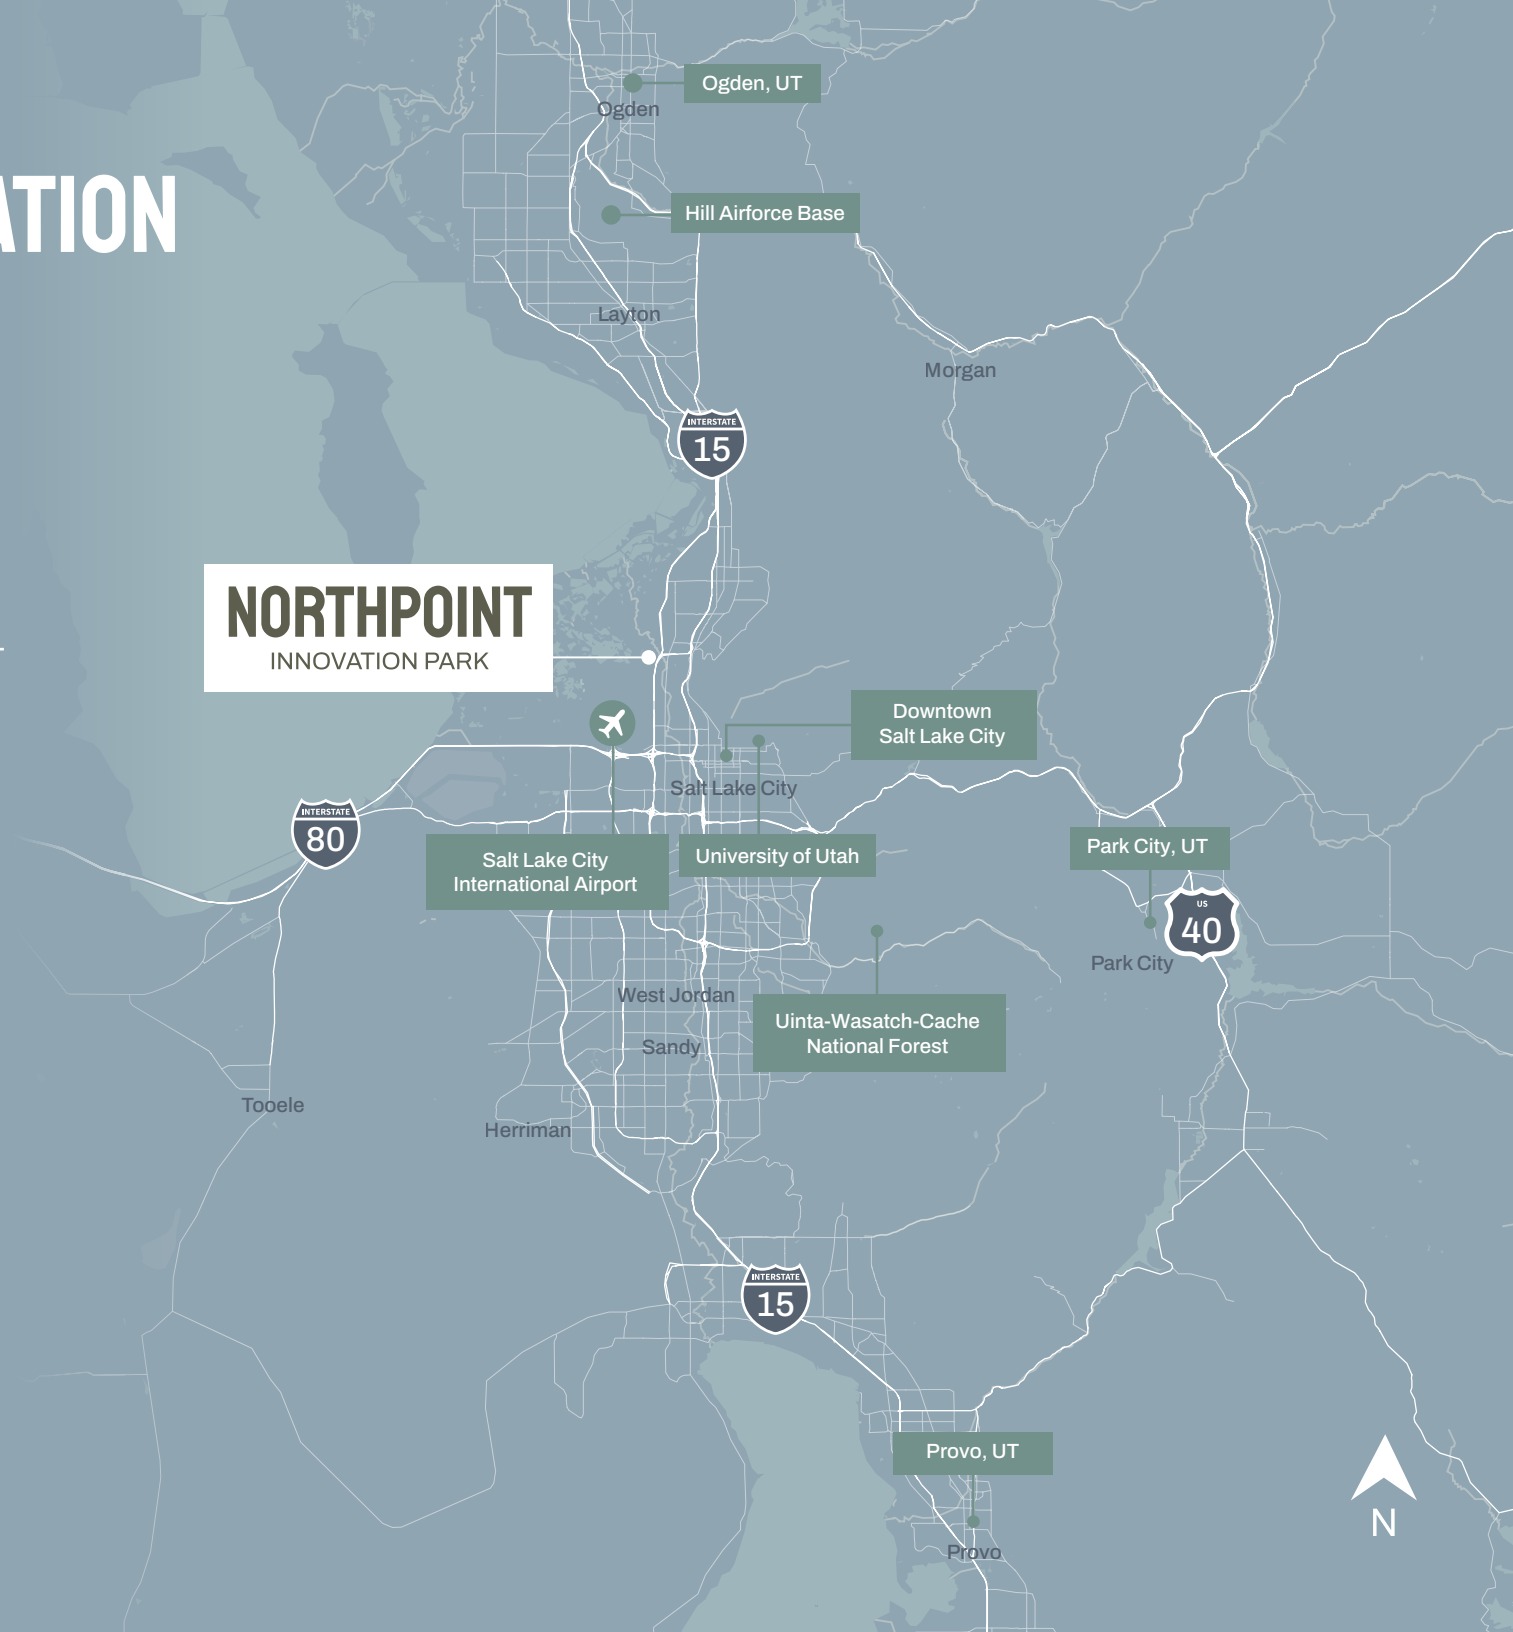 Ogden, UT
Ogden
ATION
Hill Airforce Base
Layton
Morgan
INTERSTATE
15
NORTHPOINT
INNOVATION PARK
Downtown
Salt Lake City
Salt Lake City
INTERSTATE
80
Salt Lake City
International Airport
University of Utah
Park City, UT
US
40
Park City
West Jordan
Uinta-Wasatch-Cache
National Forest
Sandy
Tooele
Herriman
INTERSTATE
15
Provo, UT
N
Provo